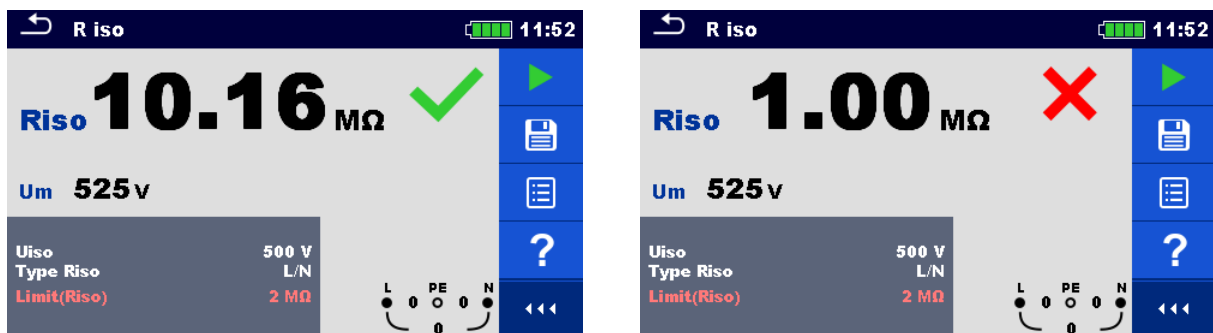 R iso 11:52
Riso 10.16 MΩ
Um 525 V
Uiso 500 V
Type Riso L/N
Limit(Riso) 2 MΩ
?
L PE N
0 0
0
R iso 11:52
Riso 1.00 MΩ
Um 525 V
Uiso 500 V
Type Riso L/N
Limit(Riso) 2 MΩ
?
L PE N
0 0
0